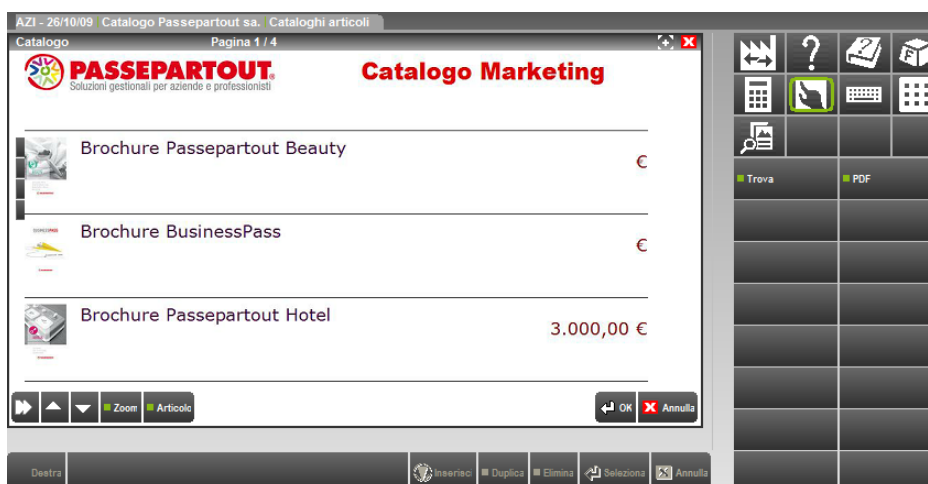 AZI - 26/10/09 Catalogo Passepartout sa. Cataloghi articoli
Catalogo Pagina 1 / 4
PASSEPARTOUT®
Soluzioni gestionali per aziende e professionisti
Catalogo Marketing
Brochure Passepartout Beauty
€
Brochure BusinessPass
€
Brochure Passepartout Hotel
3.000,00 €
Trova PDF
Zoom Articolo OK Annulla
Destra Inserisci Duplica Elimina Seleziona Annulla